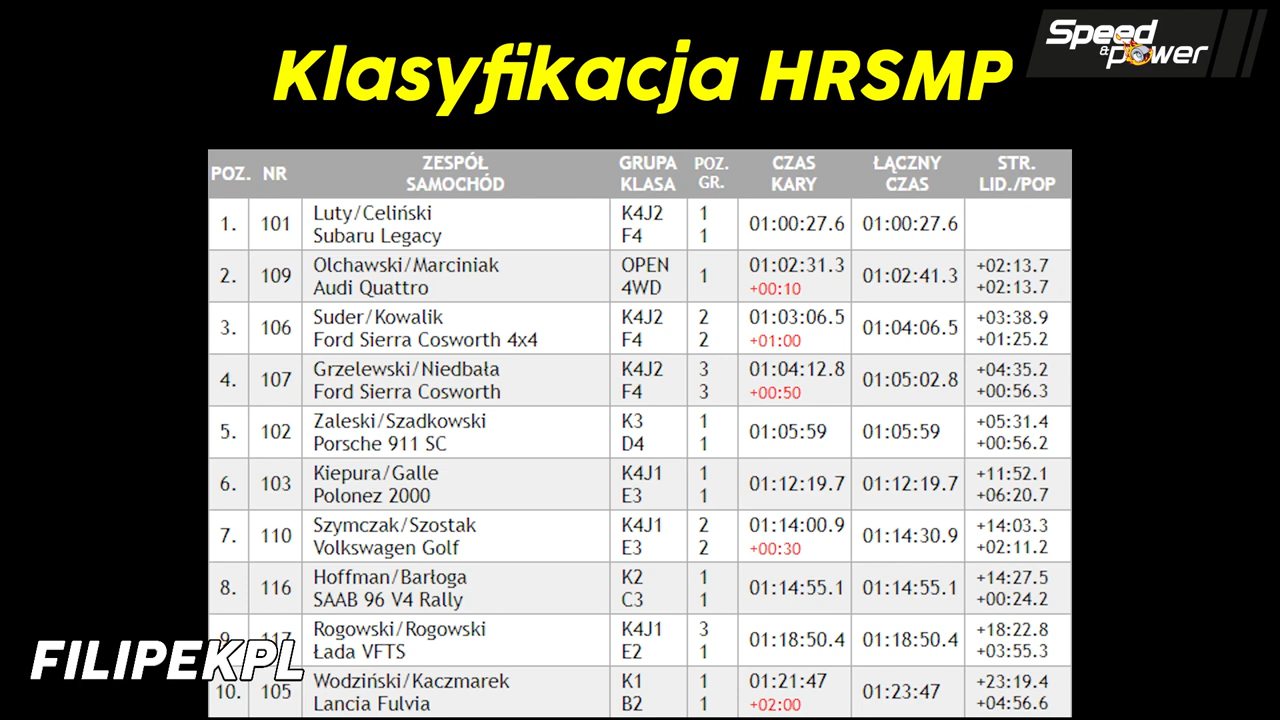 Klasyfikacja HRSMP
Speed & Power
POZ. NR ZESPÓŁ SAMOCHÓD GRUPA KLASA POZ. GR. CZAS KARY ŁĄCZNY CZAS STR. LID./POP
1. 101 Luty/Celiński K4J2 1 01:00:27.6 01:00:27.6
Subaru Legacy F4 1
2. 109 Olchawski/Marciniak OPEN 1 01:02:31.3 01:02:41.3 +02:13.7
Audi Quattro 4WD +00:10 +02:13.7
3. 106 Suder/Kowalik K4J2 2 01:03:06.5 01:04:06.5 +03:38.9
Ford Sierra Cosworth 4x4 F4 2 +01:00 +01:25.2
4. 107 Grzelewski/Niedbała K4J2 3 01:04:12.8 01:05:02.8 +04:35.2
Ford Sierra Cosworth F4 3 +00:50 +00:56.3
5. 102 Zaleski/Szadkowski K3 1 01:05:59 01:05:59 +05:31.4
Porsche 911 SC D4 1 +00:56.2
6. 103 Kiepura/Galle K4J1 1 01:12:19.7 01:12:19.7 +11:52.1
Polonez 2000 E3 1 +06:20.7
7. 110 Szymczak/Szostak K4J1 2 01:14:00.9 01:14:30.9 +14:03.3
Volkswagen Golf E3 2 +00:30 +02:11.2
8. 116 Hoffman/Barłoga K2 1 01:14:55.1 01:14:55.1 +14:27.5
SAAB 96 V4 Rally C3 1 +00:24.2
9. 117 Rogowski/Rogowski K4J1 3 01:18:50.4 01:18:50.4 +18:22.8
Łada VFTS E2 1 +03:55.3
FILIPEKPL
10. 105 Wodziński/Kaczmarek K1 1 01:21:47 01:23:47 +23:19.4
Lancia Fulvia B2 1 +02:00 +04:56.6